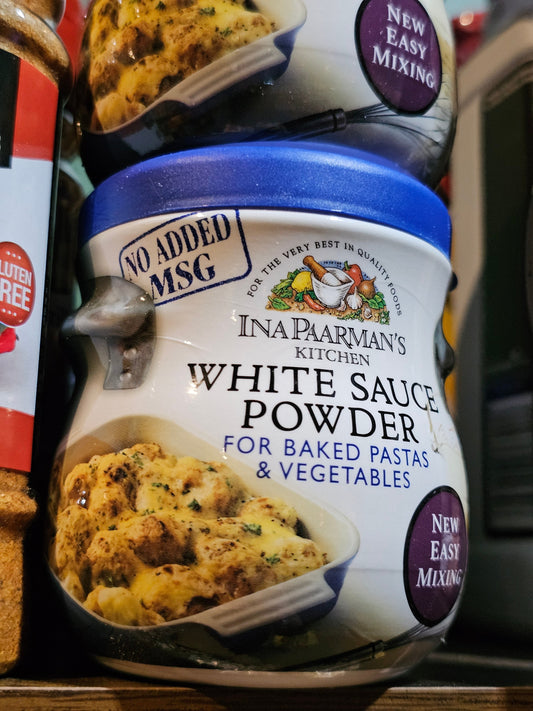 NEW
EASY
MIXING
NO ADDED
MSG
FOR THE VERY BEST IN QUALITY FOODS
INA PAARMAN'S
KITCHEN
WHITE SAUCE
POWDER
FOR BAKED PASTAS
& VEGETABLES
NEW
EASY
MIXING
GLUTEN
FREE